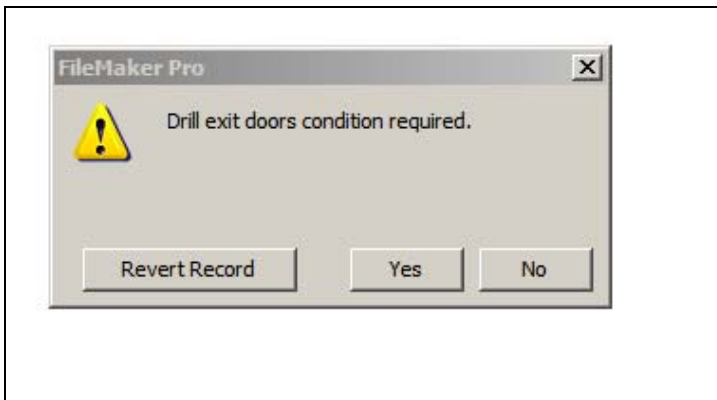 FileMaker Pro
Drill exit doors condition required.
Revert Record Yes No